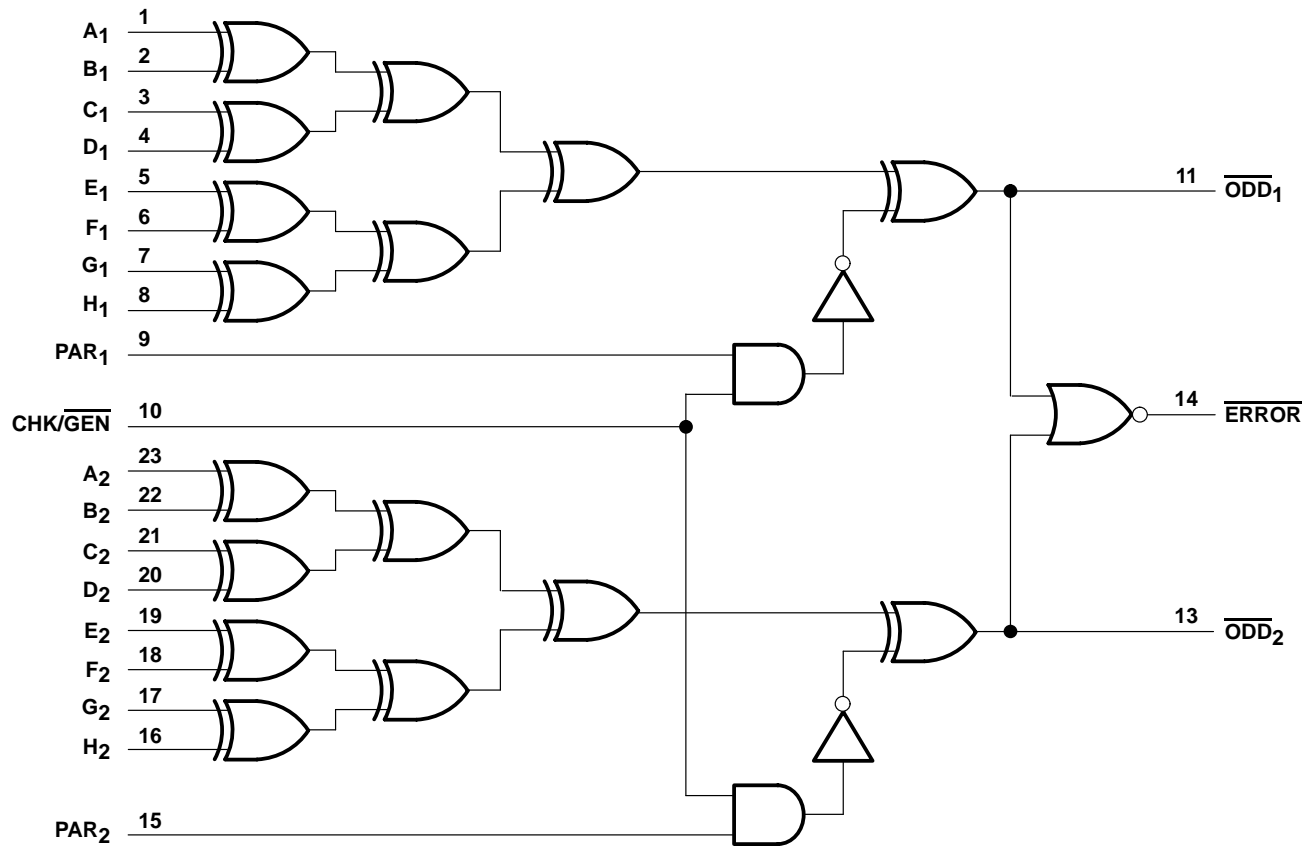 A1 1
B1 2
C1 3
D1 4
E1 5
F1 6
G1 7
H1 8
PAR1 9
CHK/GEN 10
A2 23
B2 22
C2 21
D2 20
E2 19
F2 18
G2 17
H2 16
PAR2 15
11 ODD1
14 ERROR
13 ODD2